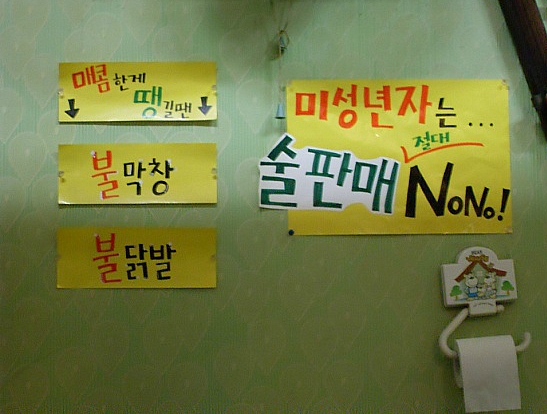 매콤한게
땡길땐
불막창
불닭발
미성년자는...
절대
술판매 NoNo!